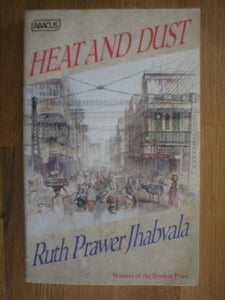 ABACUS
HEAT AND DUST
Ruth Prawer Jhabvala
Winner of the Booker Prize